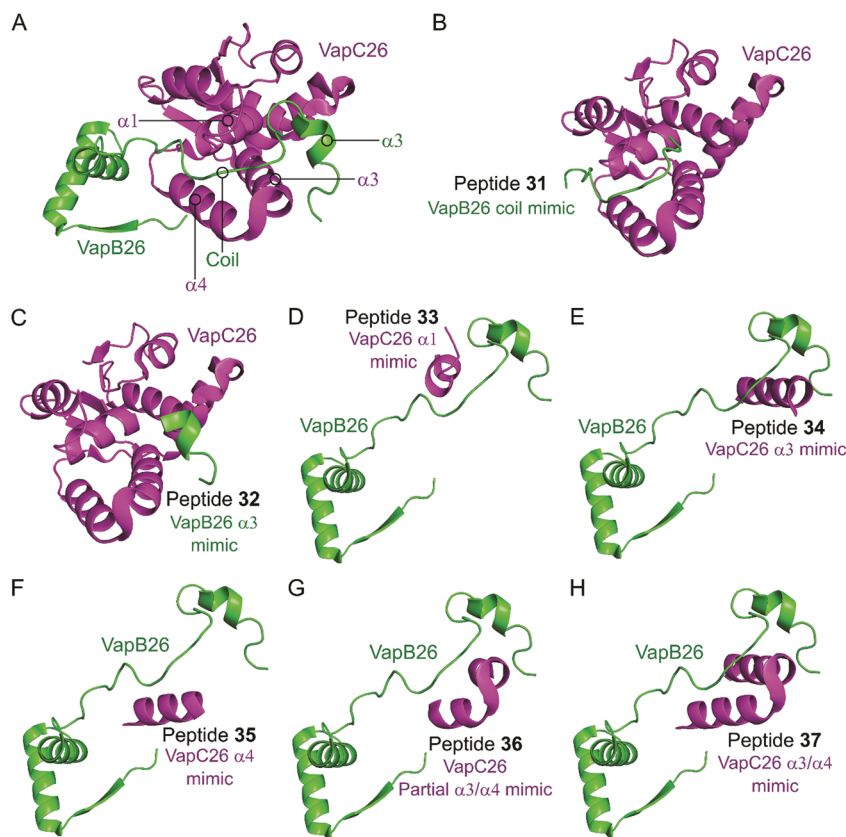 A
VapC26
α1
α3
α3
VapB26
Coil
α4
B
VapC26
Peptide 31
VapB26 coil mimic
C
VapC26
Peptide 32
VapB26 α3
mimic
D
Peptide 33
VapC26 α1
mimic
VapB26
E
VapB26
Peptide 34
VapC26 α3 mimic
F
VapB26
Peptide 35
VapC26 α4
mimic
G
VapB26
Peptide 36
VapC26
Partial α3/α4 mimic
H
VapB26
Peptide 37
VapC26 α3/α4
mimic